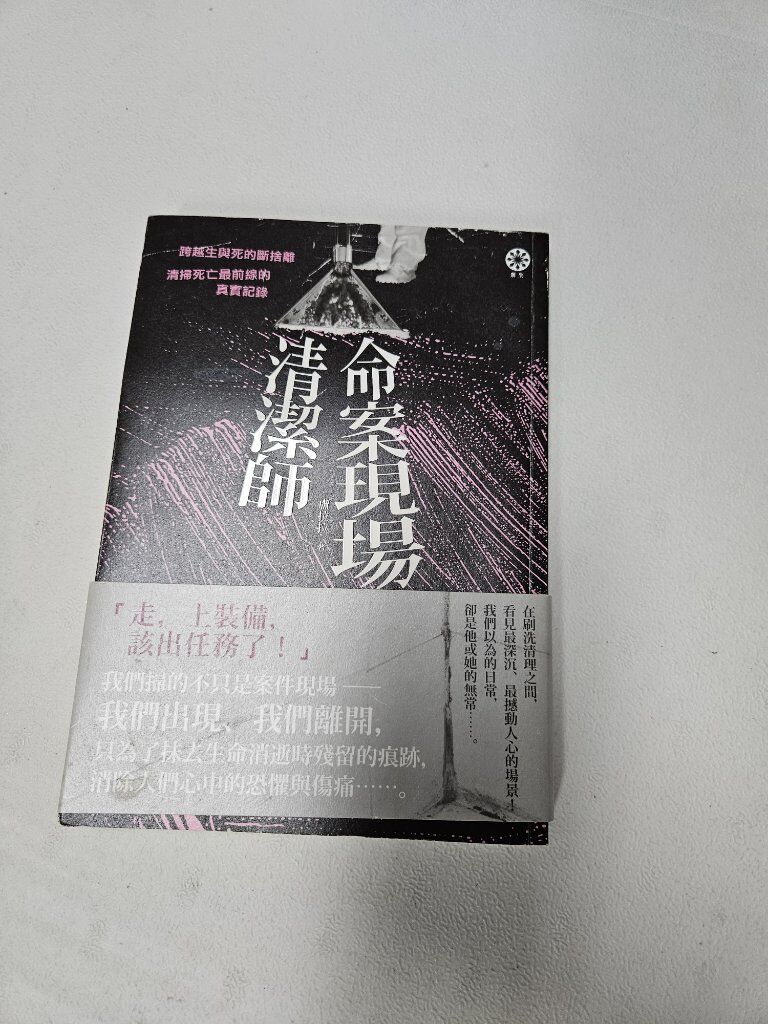 跨越生與死的斷捨離
清掃死亡最前線的
真實記錄
命案現場
清潔師
「走，上裝備，
該出任務了！」
我們掃的不只是案件現場——
我們出現、我們離開，
只為了抹去生命消逝時殘留的痕跡，
消除人們心中的恐懼與傷痛……。
在刷洗清理之間，
看見最深沉、最撼動人心的場景！
我們以為的日常，
卻是他或她的無常……。